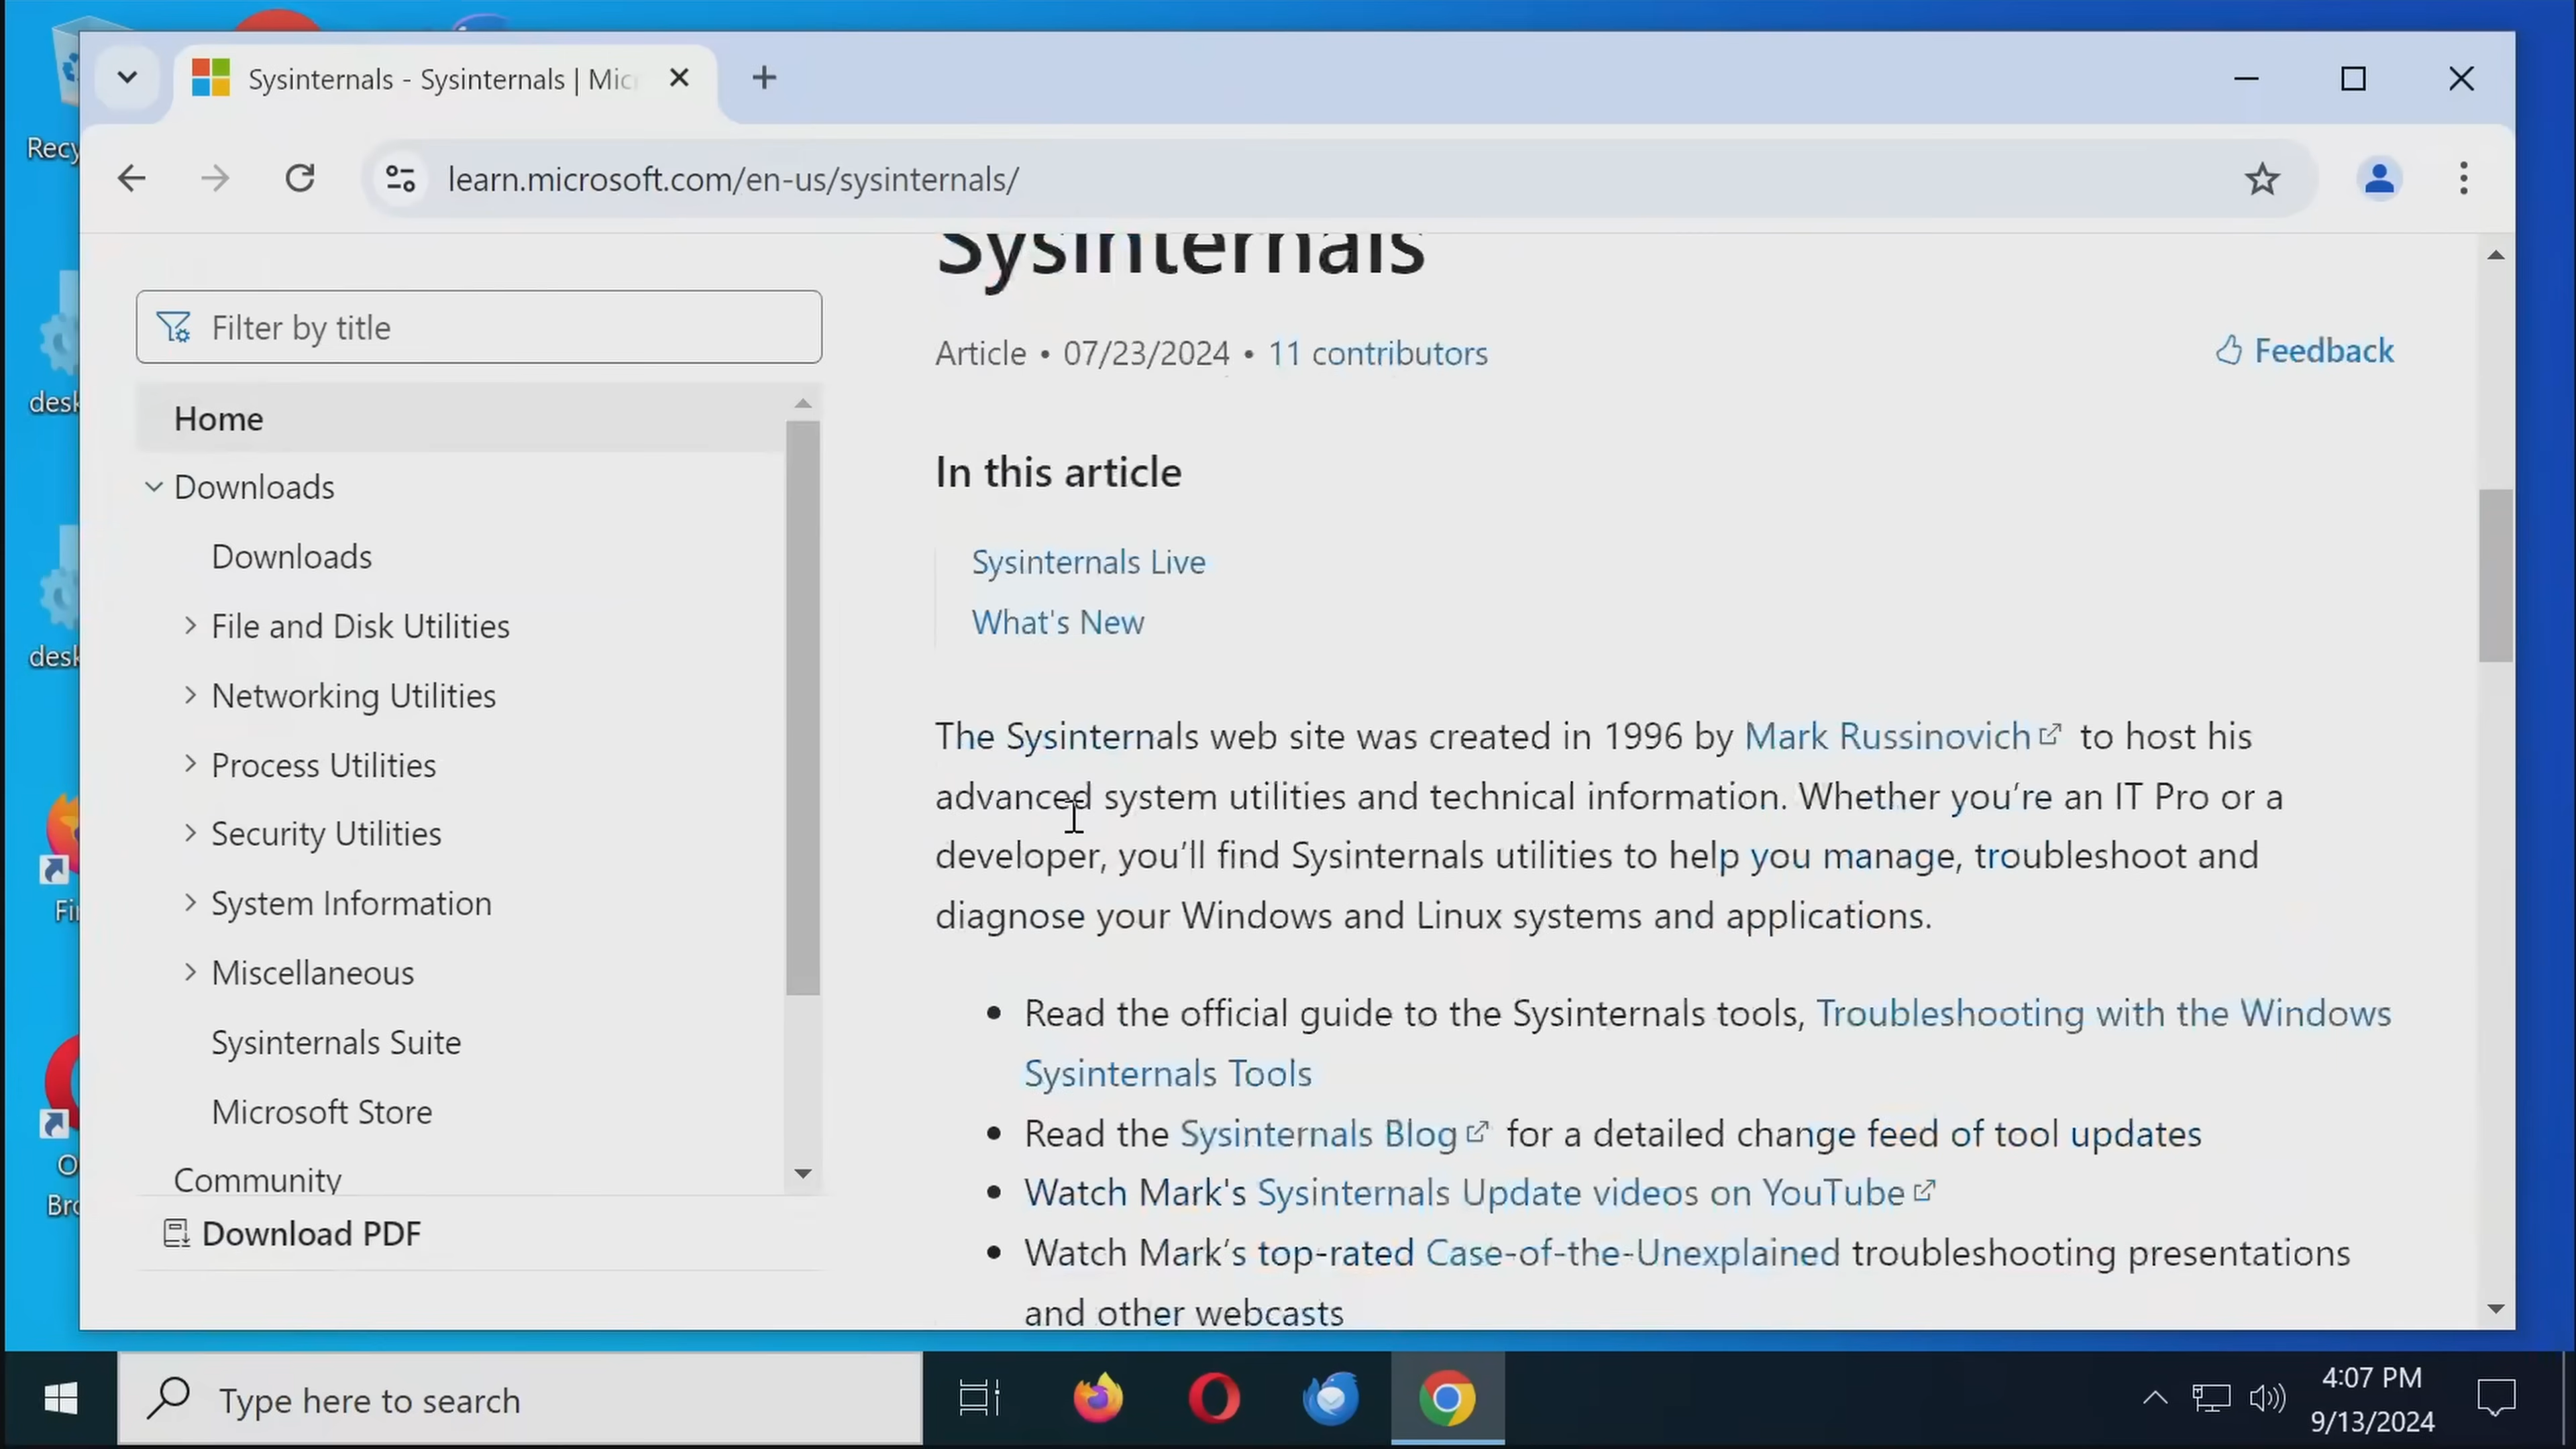 Sysinternals - Sysinternals | Mic
learn.microsoft.com/en-us/sysinternals/
Recy
desk
desk
Fir
O
Bro
Filter by title
Home
Downloads
Downloads
File and Disk Utilities
Networking Utilities
Process Utilities
Security Utilities
System Information
Miscellaneous
Sysinternals Suite
Microsoft Store
Community
Download PDF
Sysinternals
Article • 07/23/2024 • 11 contributors
Feedback
In this article
Sysinternals Live
What's New
The Sysinternals web site was created in 1996 by Mark Russinovich to host his
advanced system utilities and technical information. Whether you’re an IT Pro or a
developer, you’ll find Sysinternals utilities to help you manage, troubleshoot and
diagnose your Windows and Linux systems and applications.
• Read the official guide to the Sysinternals tools, Troubleshooting with the Windows
Sysinternals Tools
• Read the Sysinternals Blog for a detailed change feed of tool updates
• Watch Mark's Sysinternals Update videos on YouTube
• Watch Mark’s top-rated Case-of-the-Unexplained troubleshooting presentations
and other webcasts
Type here to search
4:07 PM
9/13/2024